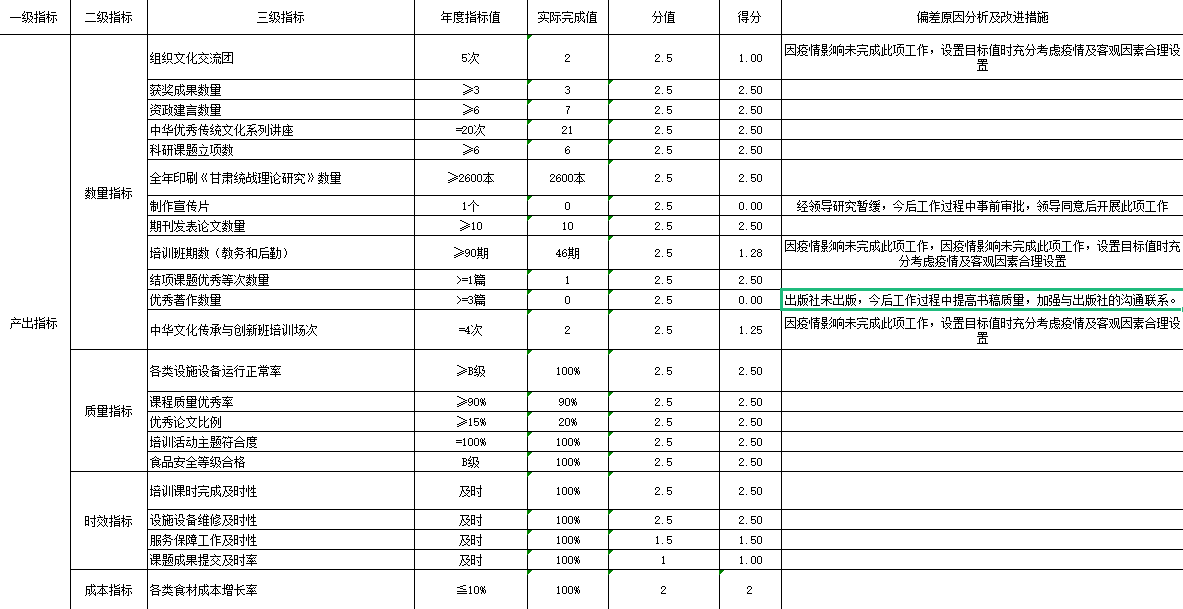 一级指标 二级指标 三级指标 年度指标值 实际完成值 分值 得分 偏差原因分析及改进措施
产出指标
数量指标
组织文化交流团 5次 2 2.5 1.00 因疫情影响未完成此项工作，设置目标值时充分考虑疫情及客观因素合理设
置
获奖成果数量 ≥3 3 2.5 2.50
资政建言数量 ≥6 7 2.5 2.50
中华优秀传统文化系列讲座 =20次 21 2.5 2.50
科研课题立项数 ≥6 6 2.5 2.50
全年印刷《甘肃统战理论研究》数量 ≥2600本 2600本 2.5 2.50
制作宣传片 1个 0 2.5 0.00 经领导研究暂缓，今后工作过程中事前审批，领导同意后开展此项工作
期刊发表论文数量 ≥10 10 2.5 2.50
培训班期数（教务和后勤） ≥90期 46期 2.5 1.28 因疫情影响未完成此项工作，因疫情影响未完成此项工作，设置目标值时充
分考虑疫情及客观因素合理设置
结项课题优秀等次数量 >=1篇 1 2.5 2.50
优秀著作数量 >=3篇 0 2.5 0.00 出版社未出版，今后工作过程中提高书稿质量，加强与出版社的沟通联系。
中华文化传承与创新班培训场次 =4次 2 2.5 1.25 因疫情影响未完成此项工作，设置目标值时充分考虑疫情及客观因素合理设
置
质量指标
各类设施设备运行正常率 ≥B级 100% 2.5 2.50
课程质量优秀率 ≥90% 90% 2.5 2.50
优秀论文比例 ≥15% 20% 2.5 2.50
培训活动主题符合度 =100% 100% 2.5 2.50
食品安全等级合格 B级 100% 2.5 2.50
时效指标
培训课时完成及时性 及时 100% 2.5 2.50
设施设备维修及时性 及时 100% 2.5 2.50
服务保障工作及时性 及时 100% 1.5 1.50
课题成果提交及时率 及时 100% 1 1.00
成本指标 各类食材成本增长率 ≦10% 100% 2 2